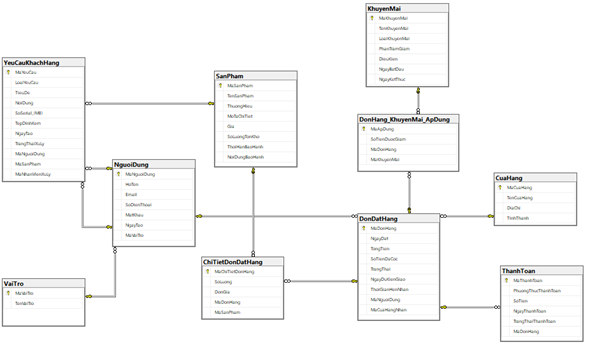 KhuyenMai
MaKhuyenMai
TenKhuyenMai
LoaiKhuyenMai
PhanTramGiam
DieuKien
NgayBatDau
NgayKetThuc
YeuCauKhachHang
MaYeuCau
LoaiYeuCau
TieuDe
NoiDung
SoSerial_IMEI
TepDinhKem
NgayTao
TrangThaiXuLy
MaNguoiDung
MaSanPham
MaNhanVienXuLy
SanPham
MaSanPham
TenSanPham
ThuongHieu
MoTaChiTiet
Gia
SoLuongTonKho
ThoiHanBaoHanh
NoiDungBaoHanh
DonHang_KhuyenMai_ApDung
MaApDung
SoTienDuocGiam
MaDonHang
MaKhuyenMai
NguoiDung
MaNguoiDung
HoTen
Email
SoDienThoai
MatKhau
NgayTao
MaVaiTro
CuaHang
MaCuaHang
TenCuaHang
DiaChi
TinhThanh
DonDatHang
MaDonHang
NgayDat
TongTien
SoTienDaCoc
TrangThai
NgayDuKienGiao
ThoiGianHenNhan
MaNguoiDung
MaCuaHangNhan
VaiTro
MaVaiTro
TenVaiTro
ChiTietDonDatHang
MaChiTietDonHang
SoLuong
DonGia
MaDonHang
MaSanPham
ThanhToan
MaThanhToan
PhuongThucThanhToan
SoTien
NgayThanhToan
TrangThaiThanhToan
MaDonHang